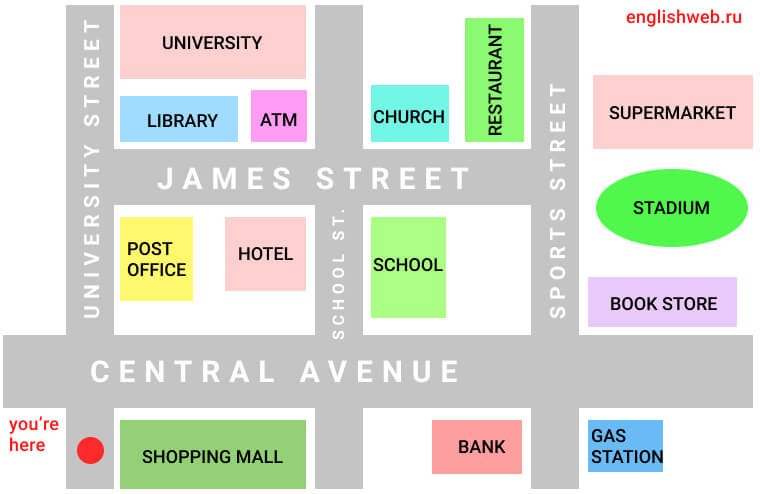 englishweb.ru
UNIVERSITY
UNIVERSITY STREET
LIBRARY
ATM
CHURCH
RESTAURANT
SUPERMARKET
JAMES STREET
SPORTS STREET
STADIUM
POST
OFFICE
HOTEL
SCHOOL ST.
SCHOOL
BOOK STORE
CENTRAL AVENUE
you're
here
SHOPPING MALL
BANK
GAS
STATION